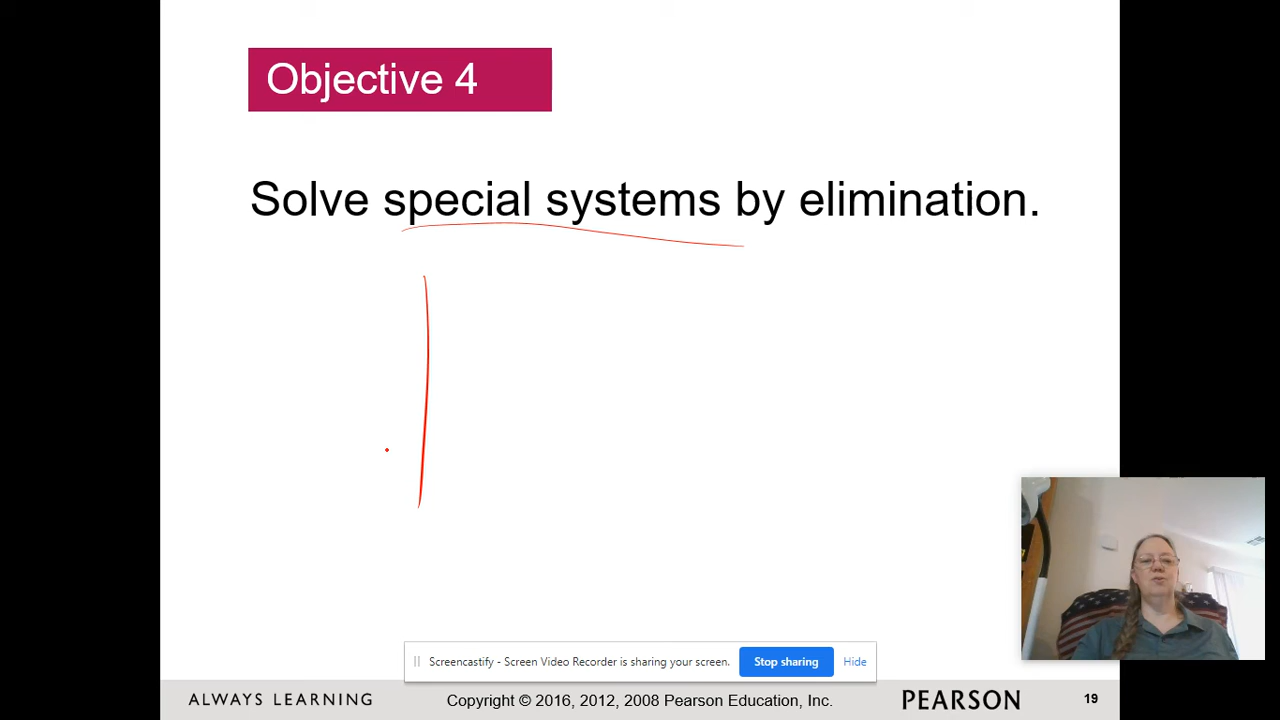 Objective 4
Solve special systems by elimination.
Screencastify - Screen Video Recorder is sharing your screen. Stop sharing Hide
ALWAYS LEARNING Copyright © 2016, 2012, 2008 Pearson Education, Inc. PEARSON 19